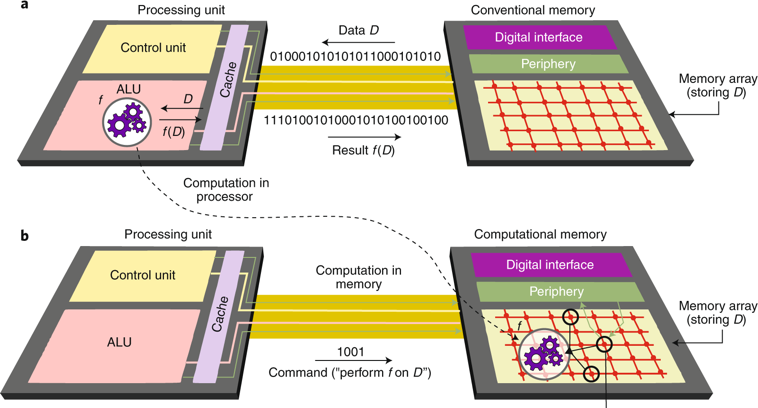 a
Processing unit
Conventional memory
Data D
Control unit
Digital interface
010001010101011000101010
Periphery
ALU
Cache
f
D
f(D)
Memory array
(storing D)
11101001010001010100100100
Result f(D)
Computation in
processor
b
Processing unit
Computational memory
Control unit
Computation in
memory
Digital interface
Periphery
Cache
ALU
f
Memory array
(storing D)
1001
Command ("perform f on D")